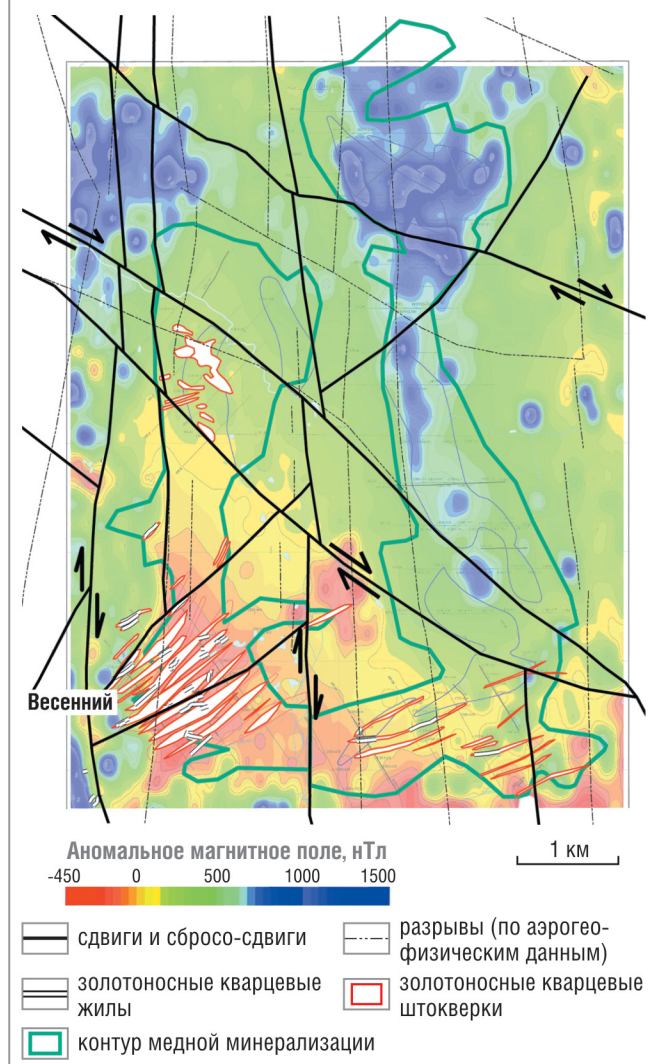 Весенний
Аномальное магнитное поле, нТл
-450 0 500 1000 1500
1 км
сдвиги и сбросо-сдвиги
разрывы (по аэрогео-
физическим данным)
золотоносные кварцевые
жилы
золотоносные кварцевые
штокверки
контур медной минерализации